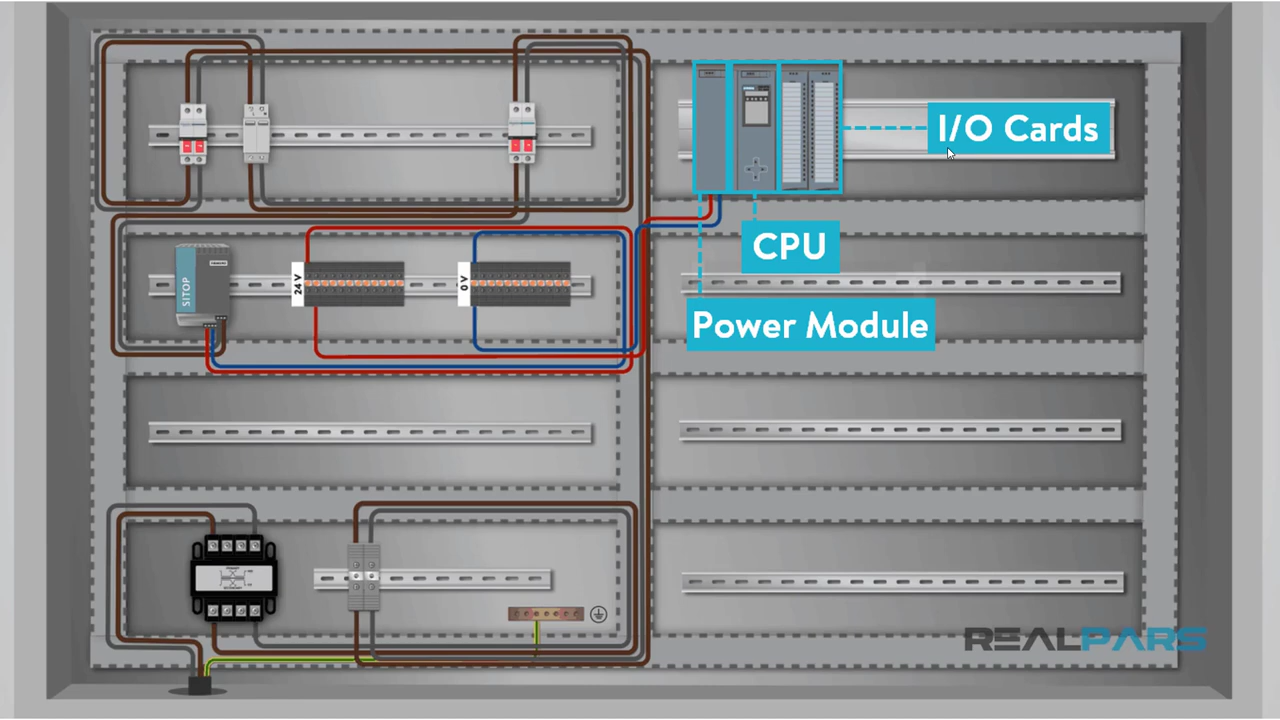 I/O Cards
CPU
Power Module
SITOP
24 V
0 V
REALPARS